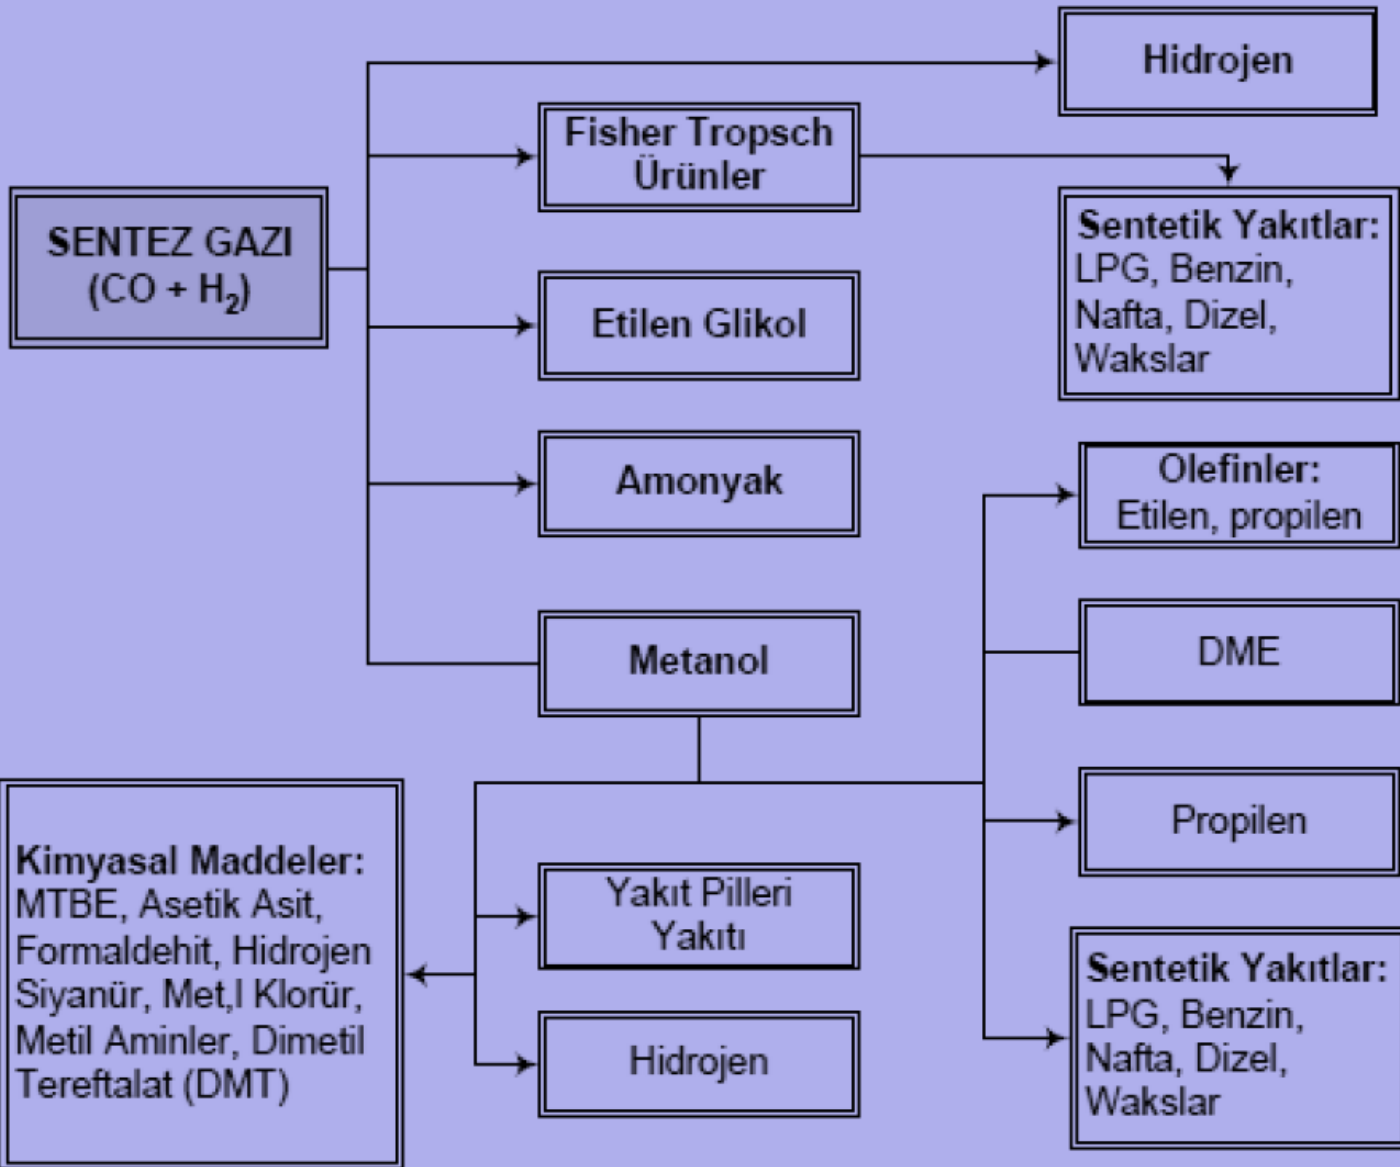 Hidrojen
Fisher Tropsch
Ürünler
SENTEZ GAZI
(CO + H₂)
Sentetik Yakıtlar:
LPG, Benzin,
Nafta, Dizel,
Wakslar
Etilen Glikol
Amonyak
Olefinler:
Etilen, propilen
Metanol
DME
Propilen
Kimyasal Maddeler:
MTBE, Asetik Asit,
Formaldehit, Hidrojen
Siyanür, Met,l Klorür,
Metil Aminler, Dimetil
Tereftalat (DMT)
Yakıt Pilleri
Yakıtı
Hidrojen
Sentetik Yakıtlar:
LPG, Benzin,
Nafta, Dizel,
Wakslar